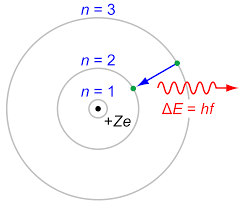 n = 3
n = 2
n = 1
+Ze
ΔE = hf